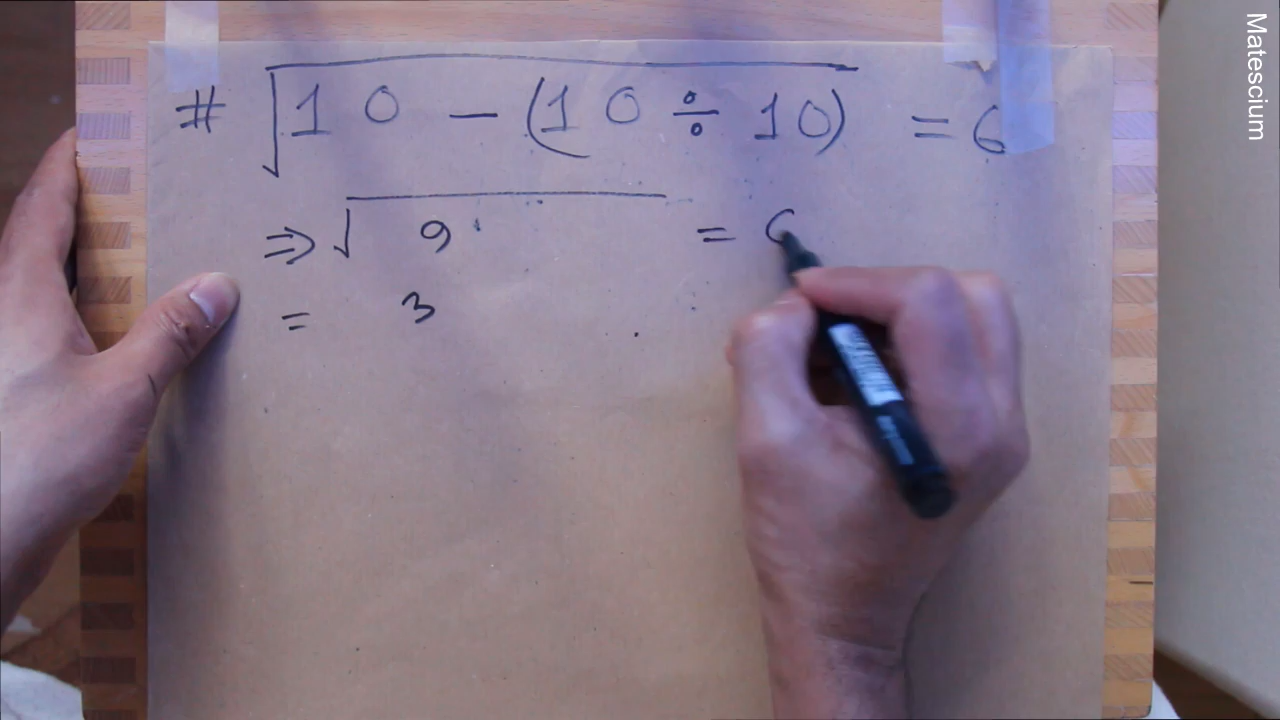 # √10 - (10 ÷ 10) = 6
⇒ √9 = 6
= 3
Matescium